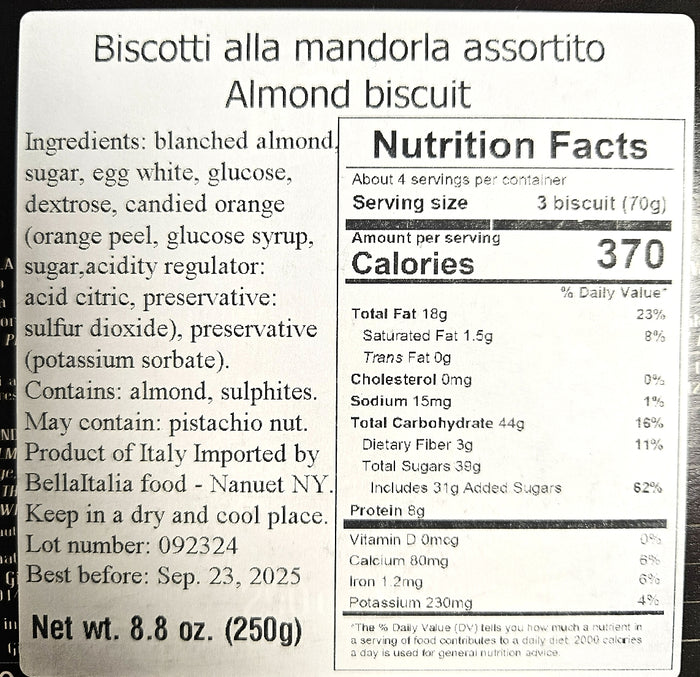 Biscotti alla mandorla assortito
Almond biscuit
Ingredients: blanched almond,
sugar, egg white, glucose,
dextrose, candied orange
(orange peel, glucose syrup,
sugar,acidity regulator:
acid citric, preservative:
sulfur dioxide), preservative
(potassium sorbate).
Contains: almond, sulphites.
May contain: pistachio nut.
Product of Italy Imported by
BellaItalia food - Nanuet NY.
Keep in a dry and cool place.
Lot number: 092324
Best before: Sep. 23, 2025
Net wt. 8.8 oz. (250g)
Nutrition Facts
About 4 servings per container
Serving size 3 biscuit (70g)
Amount per serving
Calories 370
% Daily Value*
Total Fat 18g 23%
Saturated Fat 1.5g 8%
Trans Fat 0g
Cholesterol 0mg 0%
Sodium 15mg 1%
Total Carbohydrate 44g 16%
Dietary Fiber 3g 11%
Total Sugars 39g
Includes 31g Added Sugars 62%
Protein 8g
Vitamin D 0mcg 0%
Calcium 80mg 6%
Iron 1.2mg 6%
Potassium 230mg 4%
*The % Daily Value (DV) tells you how much a nutrient in
a serving of food contributes to a daily diet. 2000 calories
a day is used for general nutrition advice.